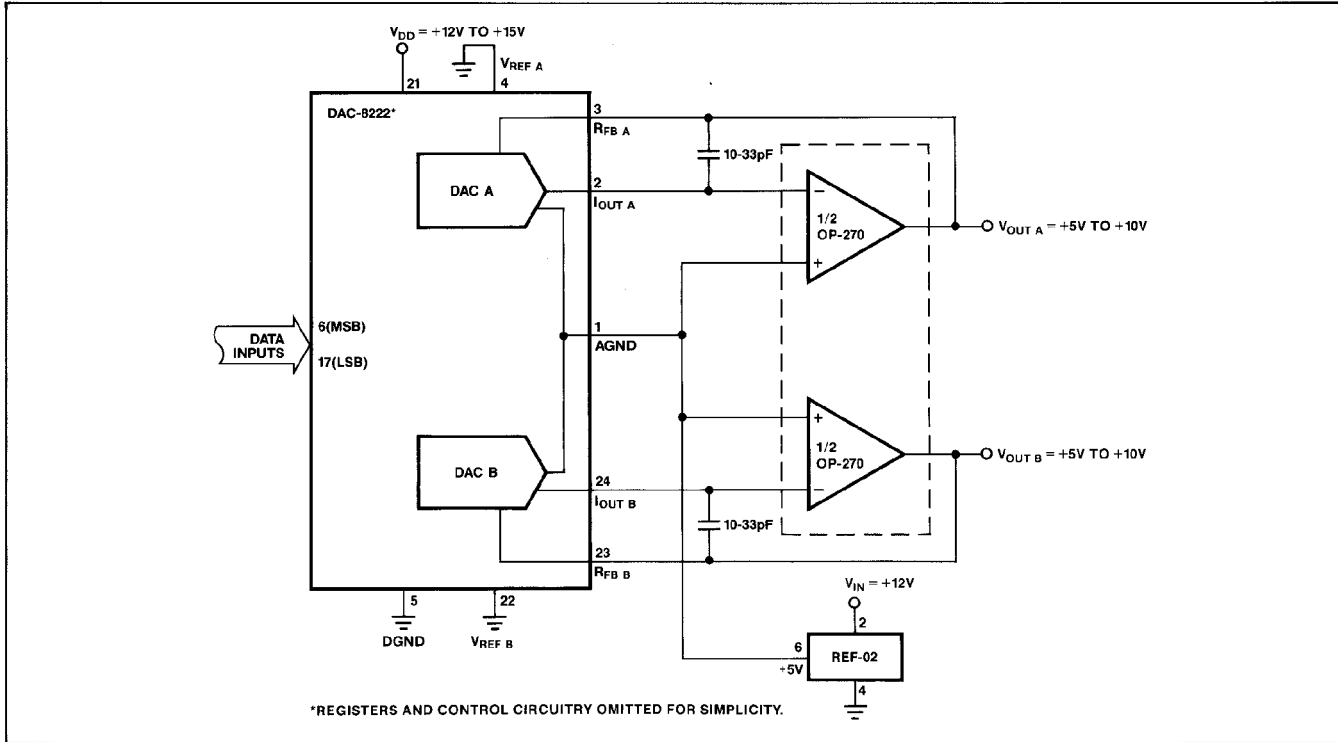 V_DD = +12V TO +15V
V_REF A
21
4
DAC-8222*
3
R_FB A
10-33pF
DAC A
2
I_OUT A
−
1/2
OP-270
+
V_OUT A = +5V TO +10V
1
AGND
DATA
INPUTS
6(MSB)
17(LSB)
+
1/2
OP-270
−
V_OUT B = +5V TO +10V
DAC B
24
I_OUT B
10-33pF
23
R_FB B
5
22
DGND
V_REF B
V_IN = +12V
2
6
+5V
REF-02
4
*REGISTERS AND CONTROL CIRCUITRY OMITTED FOR SIMPLICITY.